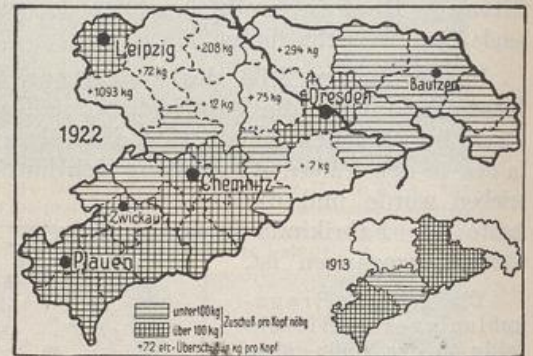 Leipzig
+208 kg
+294 kg
+72 kg
Bautzen
+1093 kg
+12 kg
+75 kg
Dresden
1922
+7 kg
Chemnitz
Zwickau
Plauen
1913
unter 100 kg
über 100 kg
Zuschuß pro Kopf nötig
+72 etc = Überschuß in kg pro Kopf